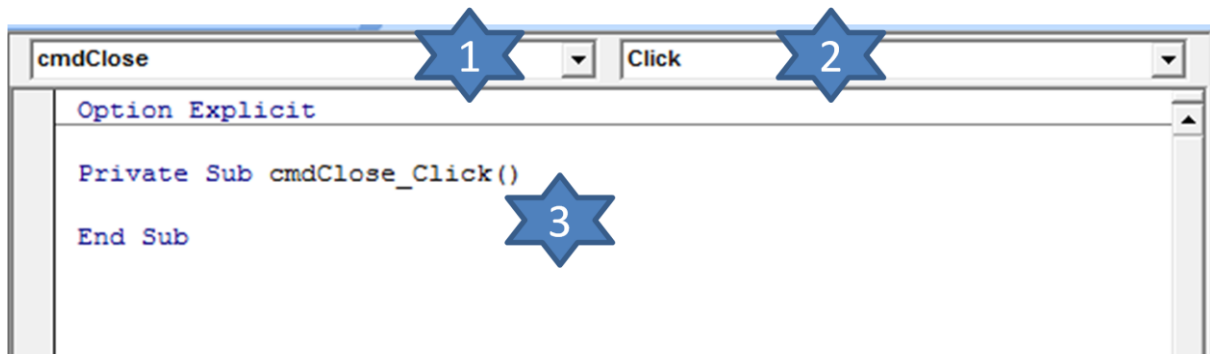 cmdClose 1 Click 2
Option Explicit
Private Sub cmdClose_Click()
3
End Sub